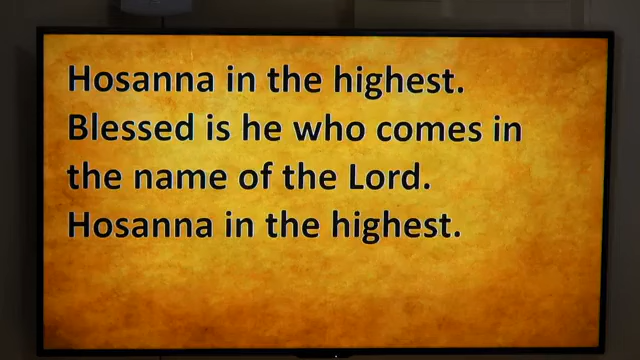 Hosanna in the highest.
Blessed is he who comes in
the name of the Lord.
Hosanna in the highest.